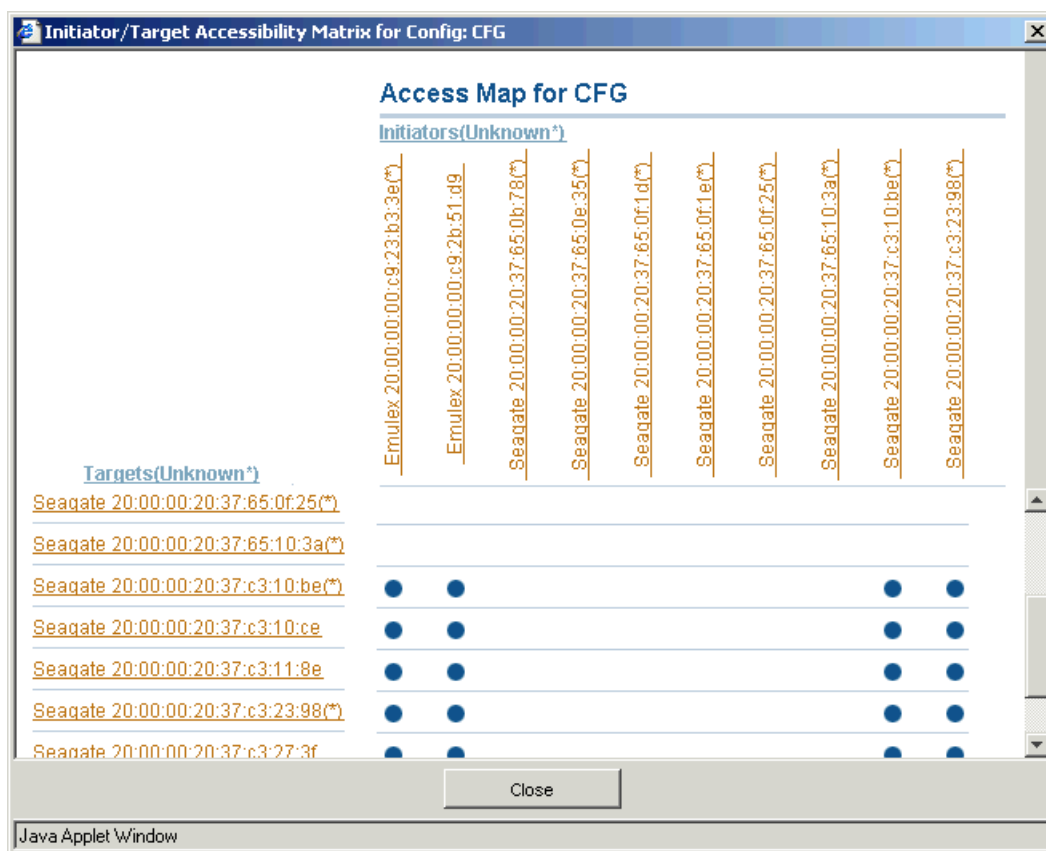 Initiator/Target Accessibility Matrix for Config: CFG
Access Map for CFG
Initiators(Unknown*)
Emulex 20:00:00:00:c9:23:b3:3e(*)
Emulex 20:00:00:00:c9:2b:51:d9
Seagate 20:00:00:20:37:65:0b:78(*)
Seagate 20:00:00:20:37:65:0e:35(*)
Seagate 20:00:00:20:37:65:0f:1d(*)
Seagate 20:00:00:20:37:65:0f:1e(*)
Seagate 20:00:00:20:37:65:0f:25(*)
Seagate 20:00:00:20:37:65:10:3a(*)
Seagate 20:00:00:20:37:c3:10:be(*)
Seagate 20:00:00:20:37:c3:23:98(*)
Targets(Unknown*)
Seagate 20:00:00:20:37:65:0f:25(*)
Seagate 20:00:00:20:37:65:10:3a(*)
Seagate 20:00:00:20:37:c3:10:be(*)
Seagate 20:00:00:20:37:c3:10:ce
Seagate 20:00:00:20:37:c3:11:8e
Seagate 20:00:00:20:37:c3:23:98(*)
Seagate 20:00:00:20:37:c3:27:3f
Close
Java Applet Window